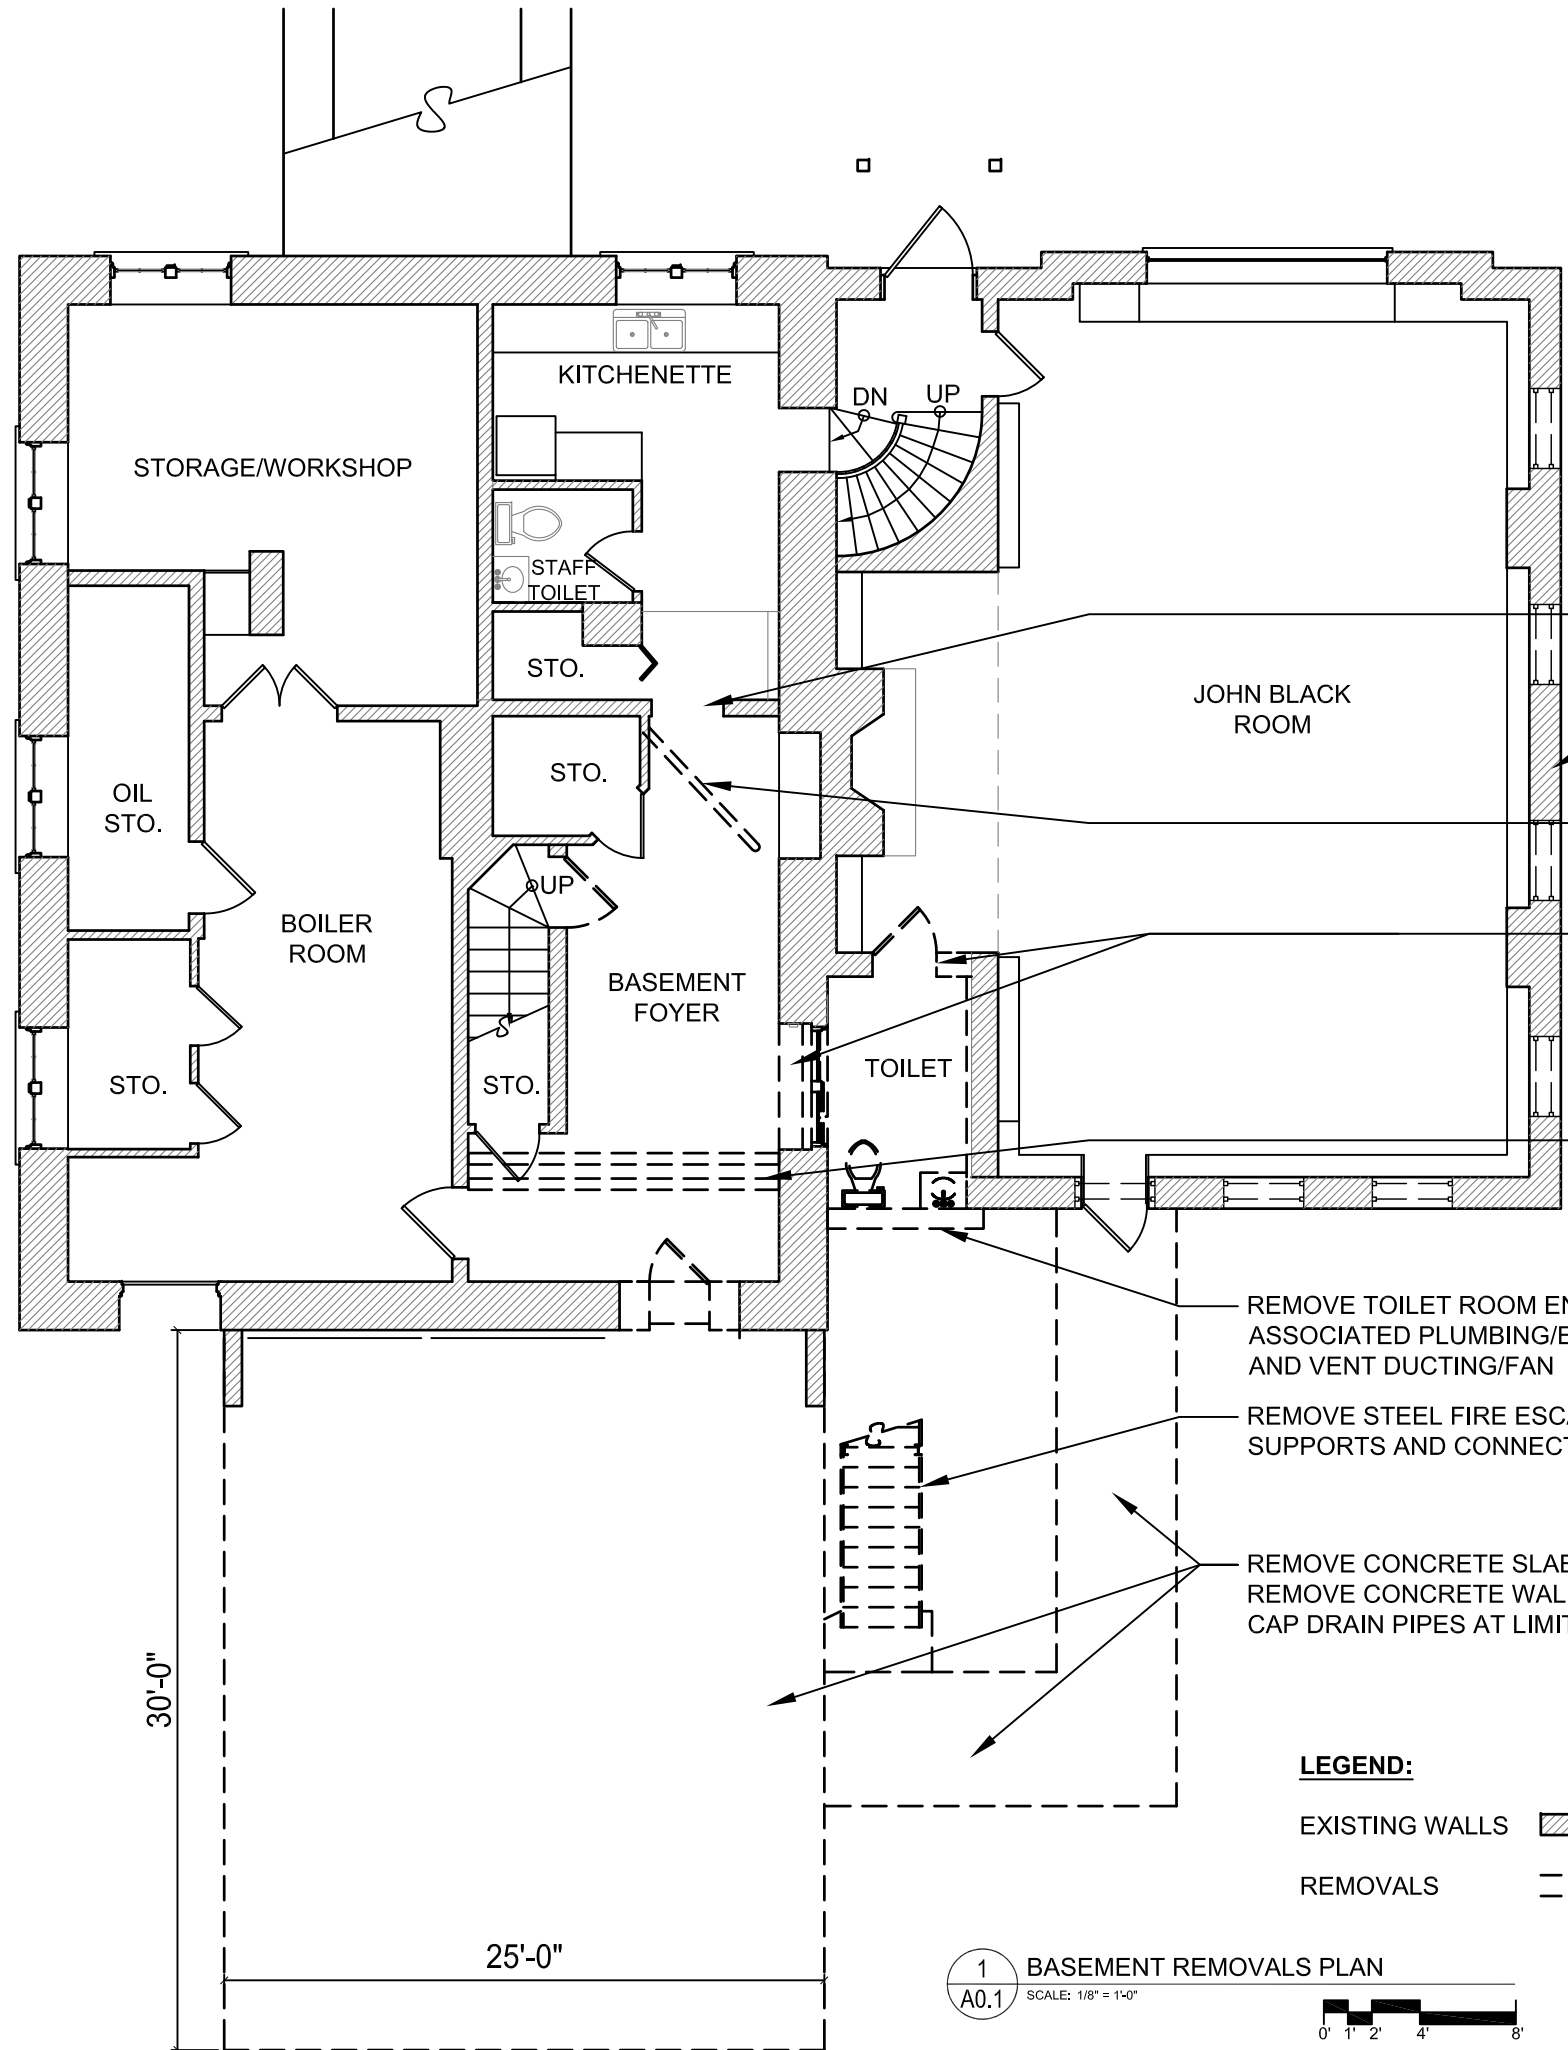 KITCHENETTE
DN
UP
STORAGE/WORKSHOP
STAFF
TOILET
STO.
JOHN BLACK
ROOM
STO.
OIL
STO.
UP
BOILER
ROOM
BASEMENT
FOYER
TOILET
STO.
STO.
REMOVE TOILET ROOM EN
ASSOCIATED PLUMBING/E
AND VENT DUCTING/FAN
REMOVE STEEL FIRE ESCA
SUPPORTS AND CONNECT
REMOVE CONCRETE SLAB
REMOVE CONCRETE WAL
CAP DRAIN PIPES AT LIMIT
30'-0"
LEGEND:
EXISTING WALLS
REMOVALS
25'-0"
1
A0.1
BASEMENT REMOVALS PLAN
SCALE: 1/8" = 1'-0"
0' 1' 2' 4' 8'